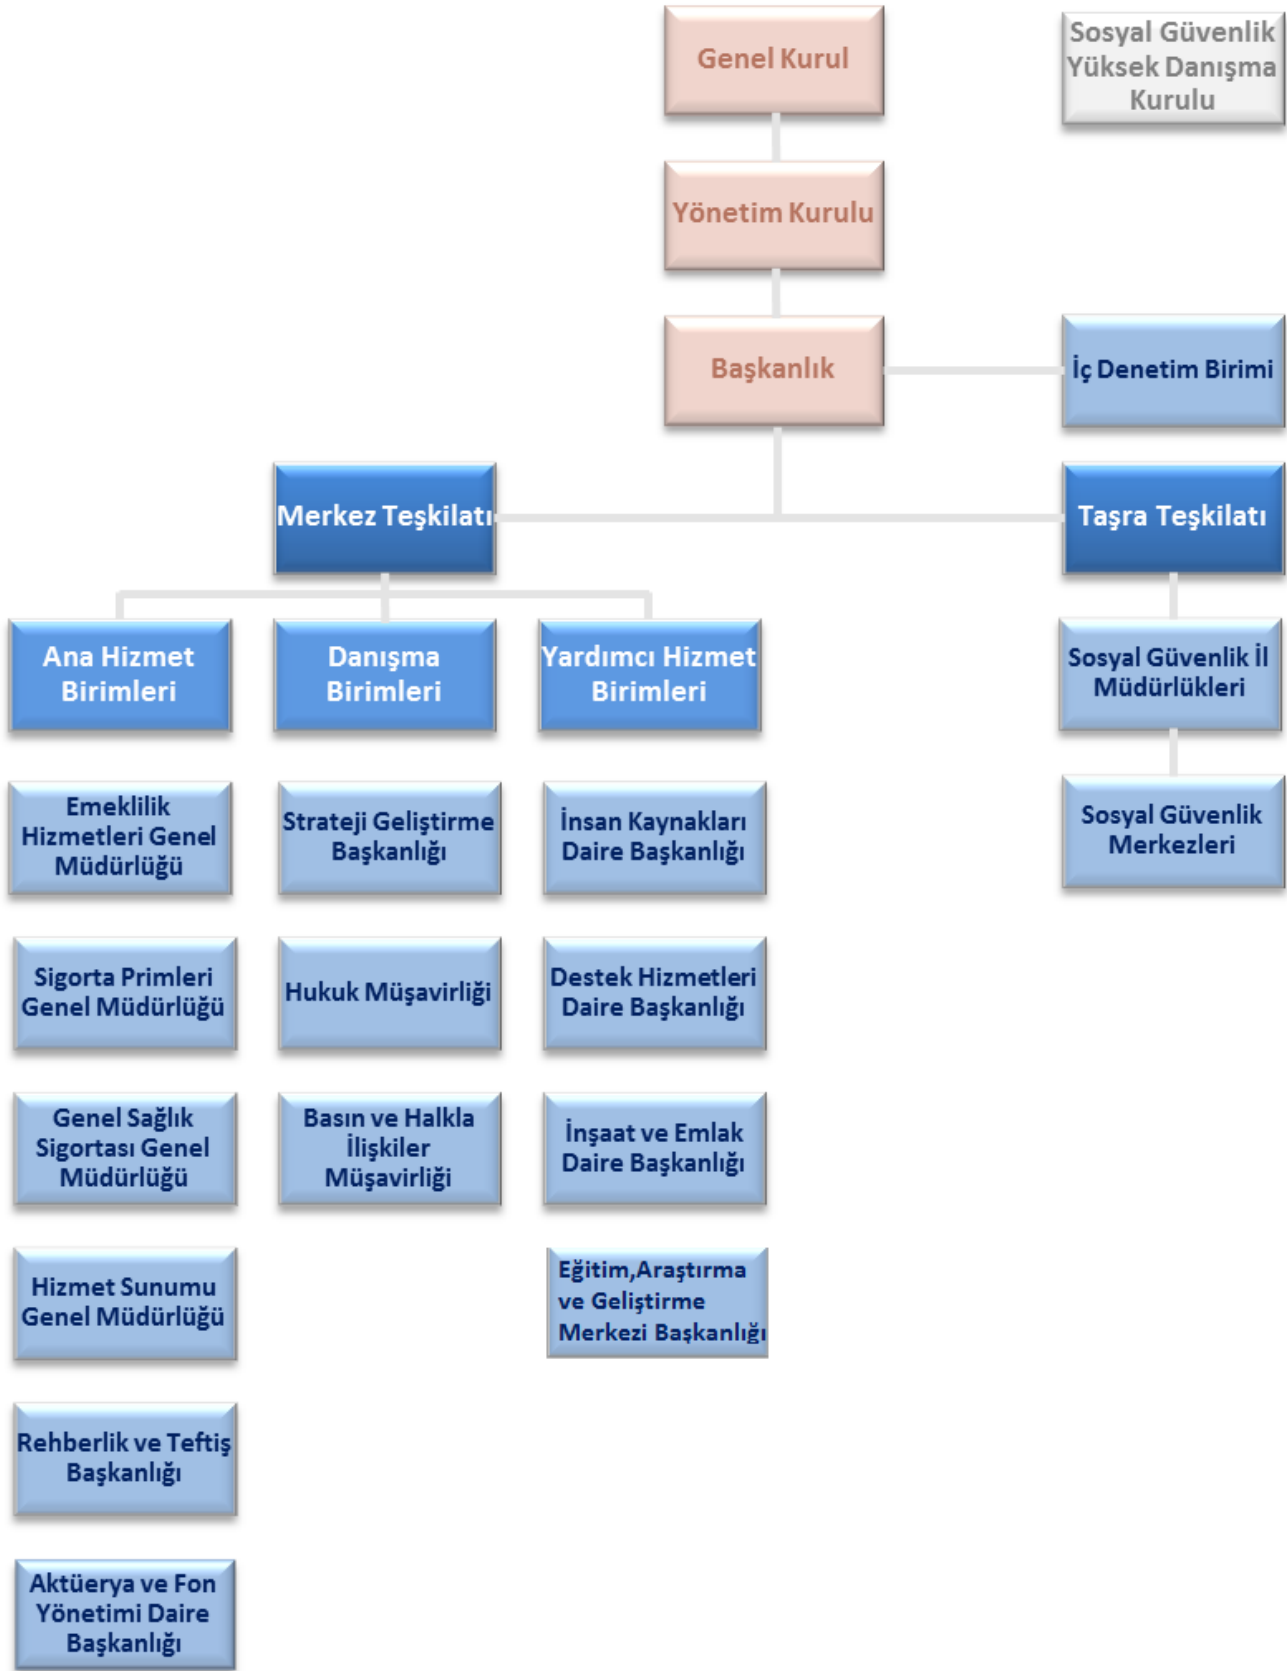 Genel Kurul
Sosyal Güvenlik
Yüksek Danışma
Kurulu
Yönetim Kurulu
Başkanlık
İç Denetim Birimi
Merkez Teşkilatı
Taşra Teşkilatı
Ana Hizmet
Birimleri
Danışma
Birimleri
Yardımcı Hizmet
Birimleri
Sosyal Güvenlik İl
Müdürlükleri
Emeklilik
Hizmetleri Genel
Müdürlüğü
Strateji Geliştirme
Başkanlığı
İnsan Kaynakları
Daire Başkanlığı
Sosyal Güvenlik
Merkezleri
Sigorta Primleri
Genel Müdürlüğü
Hukuk Müşavirliği
Destek Hizmetleri
Daire Başkanlığı
Genel Sağlık
Sigortası Genel
Müdürlüğü
Basın ve Halkla
İlişkiler
Müşavirliği
İnşaat ve Emlak
Daire Başkanlığı
Hizmet Sunumu
Genel Müdürlüğü
Eğitim,Araştırma
ve Geliştirme
Merkezi Başkanlığı
Rehberlik ve Teftiş
Başkanlığı
Aktüerya ve Fon
Yönetimi Daire
Başkanlığı